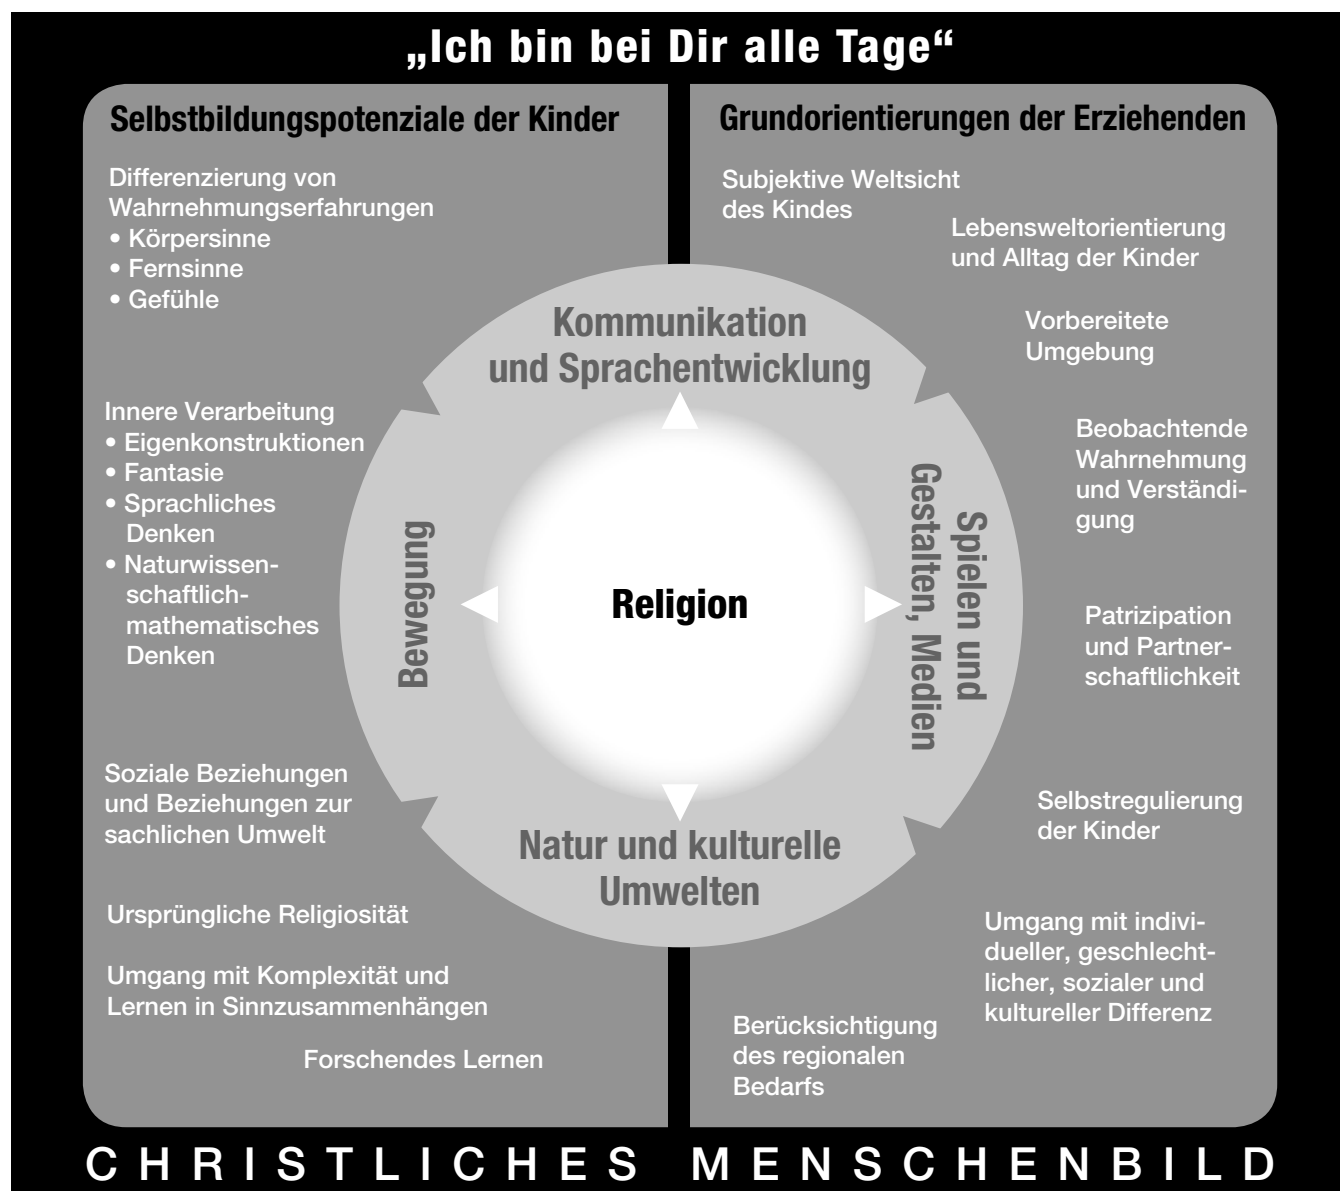 „Ich bin bei Dir alle Tage“
Selbstbildungspotenziale der Kinder
Differenzierung von
Wahrnehmungserfahrungen
• Körpersinne
• Fernsinne
• Gefühle
Innere Verarbeitung
• Eigenkonstruktionen
• Fantasie
• Sprachliches
Denken
• Naturwissen-
schaftlich-
mathematisches
Denken
Soziale Beziehungen
und Beziehungen zur
sachlichen Umwelt
Ursprüngliche Religiosität
Umgang mit Komplexität und
Lernen in Sinnzusammenhängen
Forschendes Lernen
Kommunikation
und Sprachentwicklung
Bewegung
Religion
Spielen und
Gestalten, Medien
Natur und kulturelle
Umwelten
Grundorientierungen der Erziehenden
Subjektive Weltsicht
des Kindes
Lebensweltorientierung
und Alltag der Kinder
Vorbereitete
Umgebung
Beobachtende
Wahrnehmung
und Verständi-
gung
Patrizipation
und Partner-
schaftlichkeit
Selbstregulierung
der Kinder
Umgang mit indivi-
dueller, geschlecht-
licher, sozialer und
kultureller Differenz
Berücksichtigung
des regionalen
Bedarfs
CHRISTLICHES MENSCHENBILD